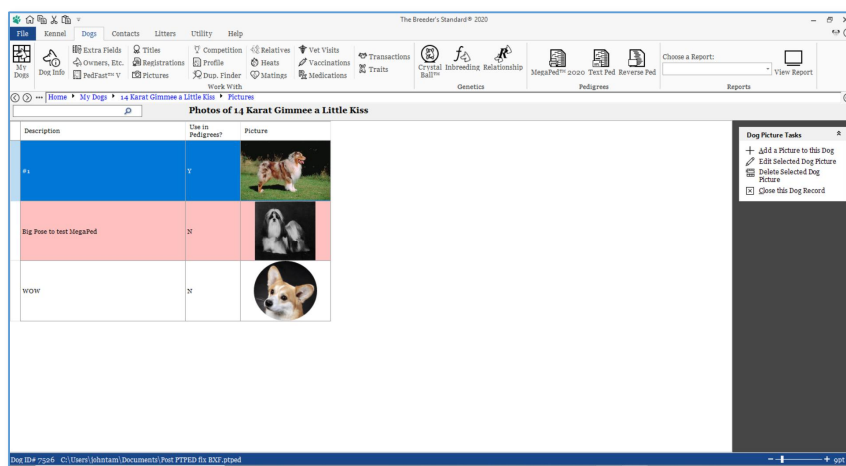 The Breeder's Standard ® 2020
File Kennel Dogs Contacts Litters Utility Help
My Dogs
Dog Info
Extra Fields
Owners, Etc.
PedFast™ V
Titles
Registrations
Pictures
Competition
Profile
Dup. Finder
Relatives
Heats
Matings
Vet Visits
Vaccinations
Medications
Transactions
Traits
Work With
Crystal Ball™
Inbreeding
Relationship
Genetics
MegaPed™ 2020
Text Ped
Reverse Ped
Pedigrees
Choose a Report:
View Report
Reports
Home My Dogs 14 Karat Gimmee a Little Kiss Pictures
Photos of 14 Karat Gimmee a Little Kiss
Description
Use in
Pedigrees?
Picture
#1 Y
Big Pose to test MegaPed N
WOW N
Dog Picture Tasks
Add a Picture to this Dog
Edit Selected Dog Picture
Delete Selected Dog
Picture
Close this Dog Record
Dog ID# 7526 C:\Users\johntam\Documents\Post PTPED fix BXF.ptped
9pt